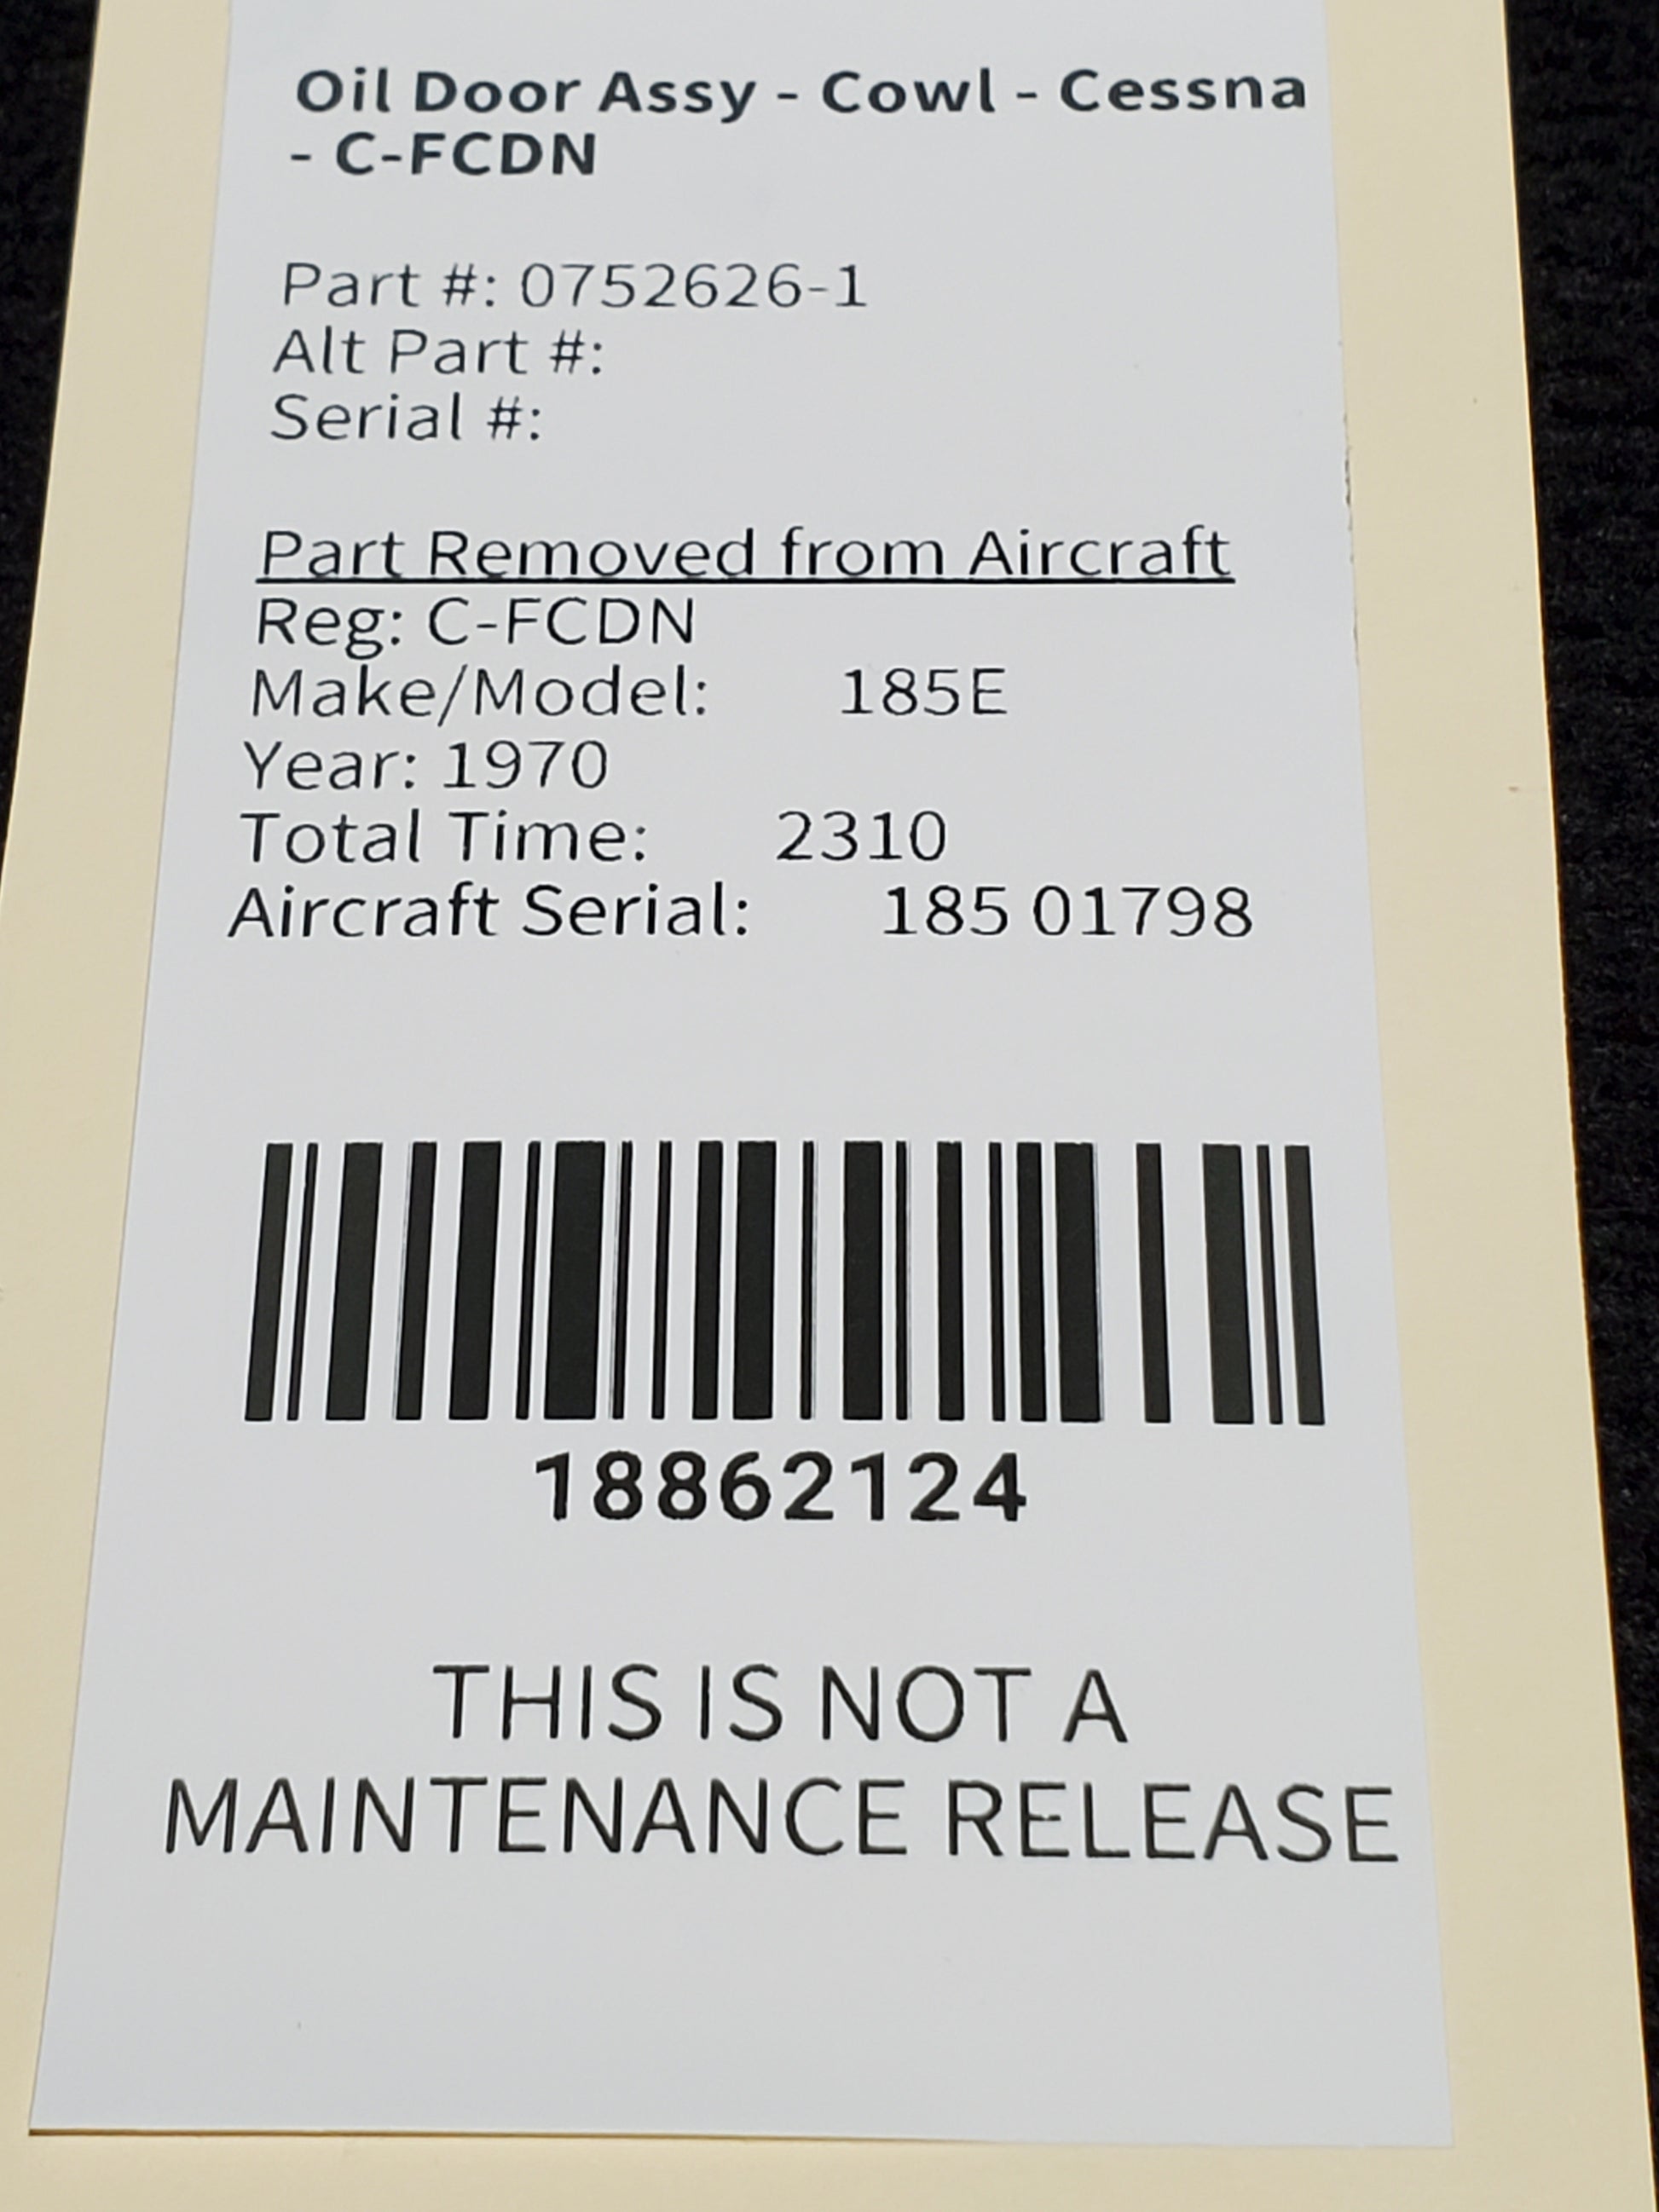 Oil Door Assy - Cowl - Cessna
- C-FCDN
Part #: 0752626-1
Alt Part #:
Serial #:
Part Removed from Aircraft
Reg: C-FCDN
Make/Model: 185E
Year: 1970
Total Time: 2310
Aircraft Serial: 185 01798
18862124
THIS IS NOT A
MAINTENANCE RELEASE